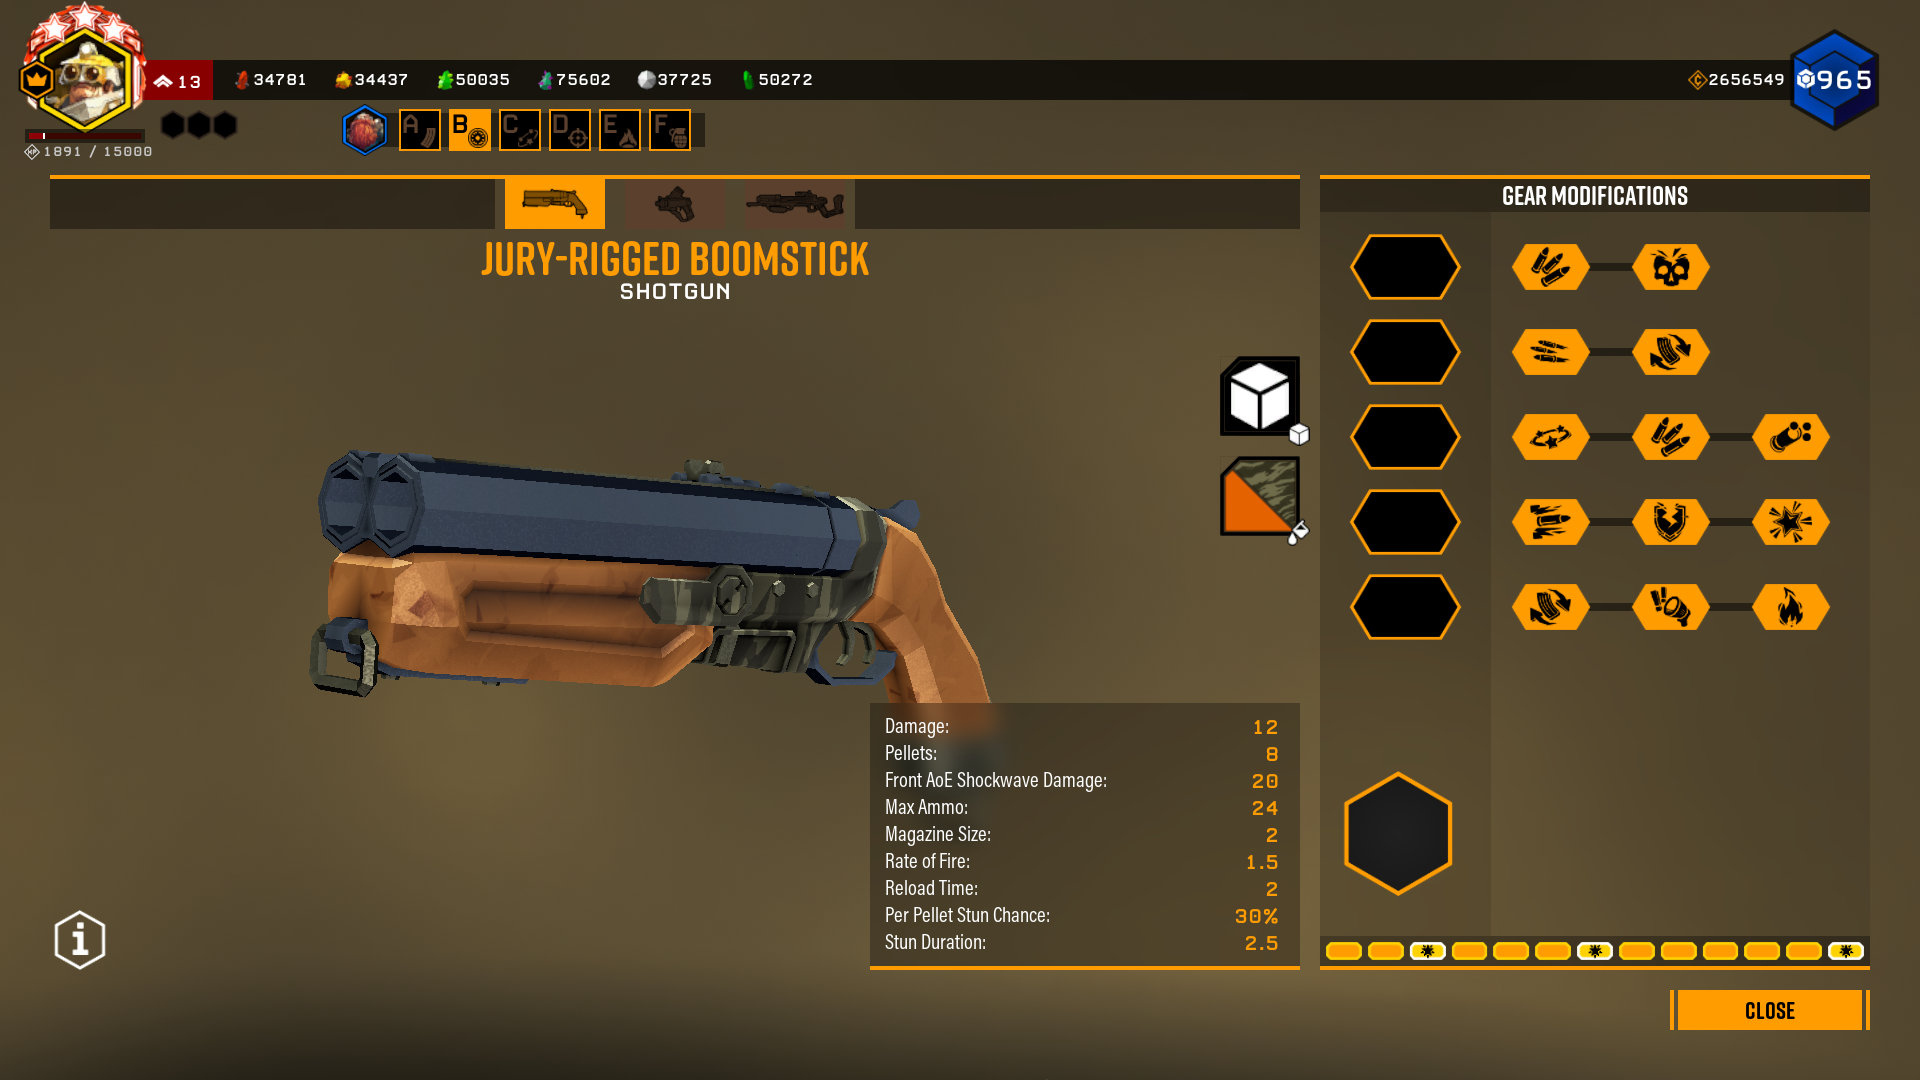 13
34781
34437
50035
75602
37725
50272
2656549
965
1891 / 15000
A
B
C
D
E
F
GEAR MODIFICATIONS
JURY-RIGGED BOOMSTICK
SHOTGUN
Damage: 12
Pellets: 8
Front AoE Shockwave Damage: 20
Max Ammo: 24
Magazine Size: 2
Rate of Fire: 1.5
Reload Time: 2
Per Pellet Stun Chance: 30%
Stun Duration: 2.5
CLOSE